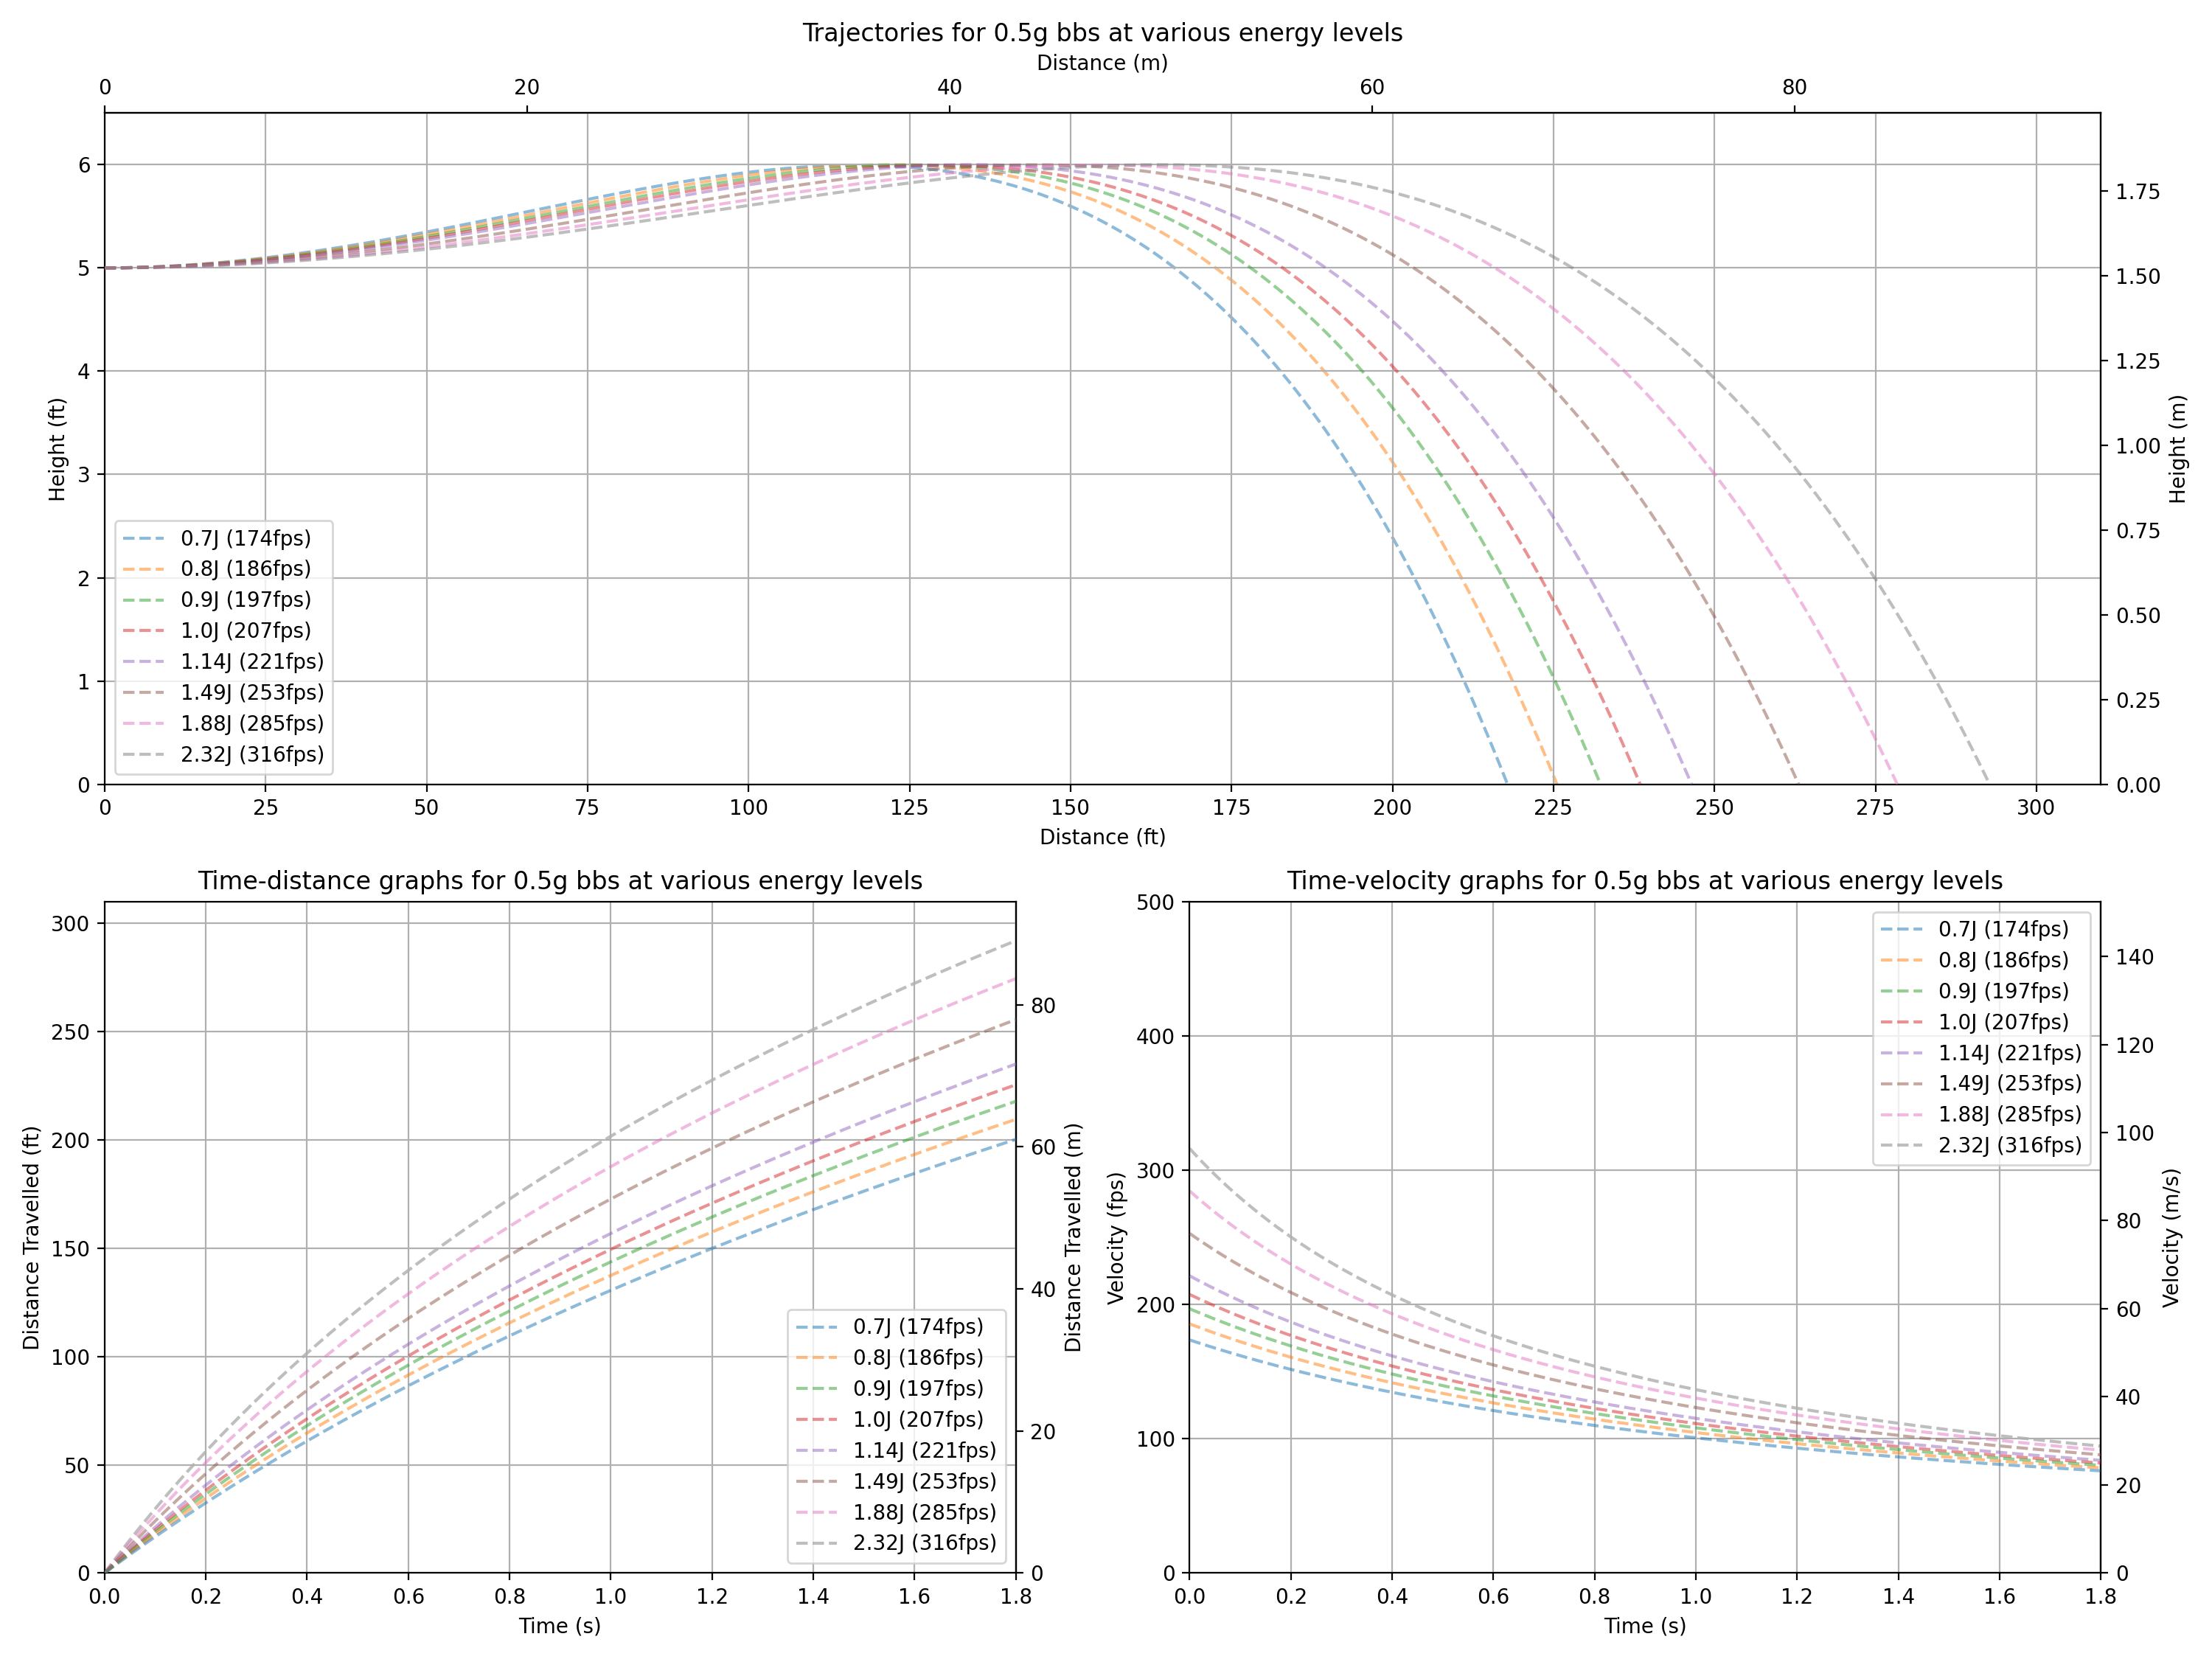 Trajectories for 0.5g bbs at various energy levels
Distance (m)
0 20 40 60 80
6
5
4
3
2
1
0
Height (ft)
1.75
1.50
1.25
1.00
0.75
0.50
0.25
0.00
Height (m)
0.7J (174fps)
0.8J (186fps)
0.9J (197fps)
1.0J (207fps)
1.14J (221fps)
1.49J (253fps)
1.88J (285fps)
2.32J (316fps)
0 25 50 75 100 125 150 175 200 225 250 275 300
Distance (ft)
Time-distance graphs for 0.5g bbs at various energy levels
300
250
200
150
100
50
0
Distance Travelled (ft)
80
60
40
20
0
Distance Travelled (m)
0.7J (174fps)
0.8J (186fps)
0.9J (197fps)
1.0J (207fps)
1.14J (221fps)
1.49J (253fps)
1.88J (285fps)
2.32J (316fps)
0.0 0.2 0.4 0.6 0.8 1.0 1.2 1.4 1.6 1.8
Time (s)
Time-velocity graphs for 0.5g bbs at various energy levels
500
400
300
200
100
0
Velocity (fps)
140
120
100
80
60
40
20
0
Velocity (m/s)
0.7J (174fps)
0.8J (186fps)
0.9J (197fps)
1.0J (207fps)
1.14J (221fps)
1.49J (253fps)
1.88J (285fps)
2.32J (316fps)
0.0 0.2 0.4 0.6 0.8 1.0 1.2 1.4 1.6 1.8
Time (s)